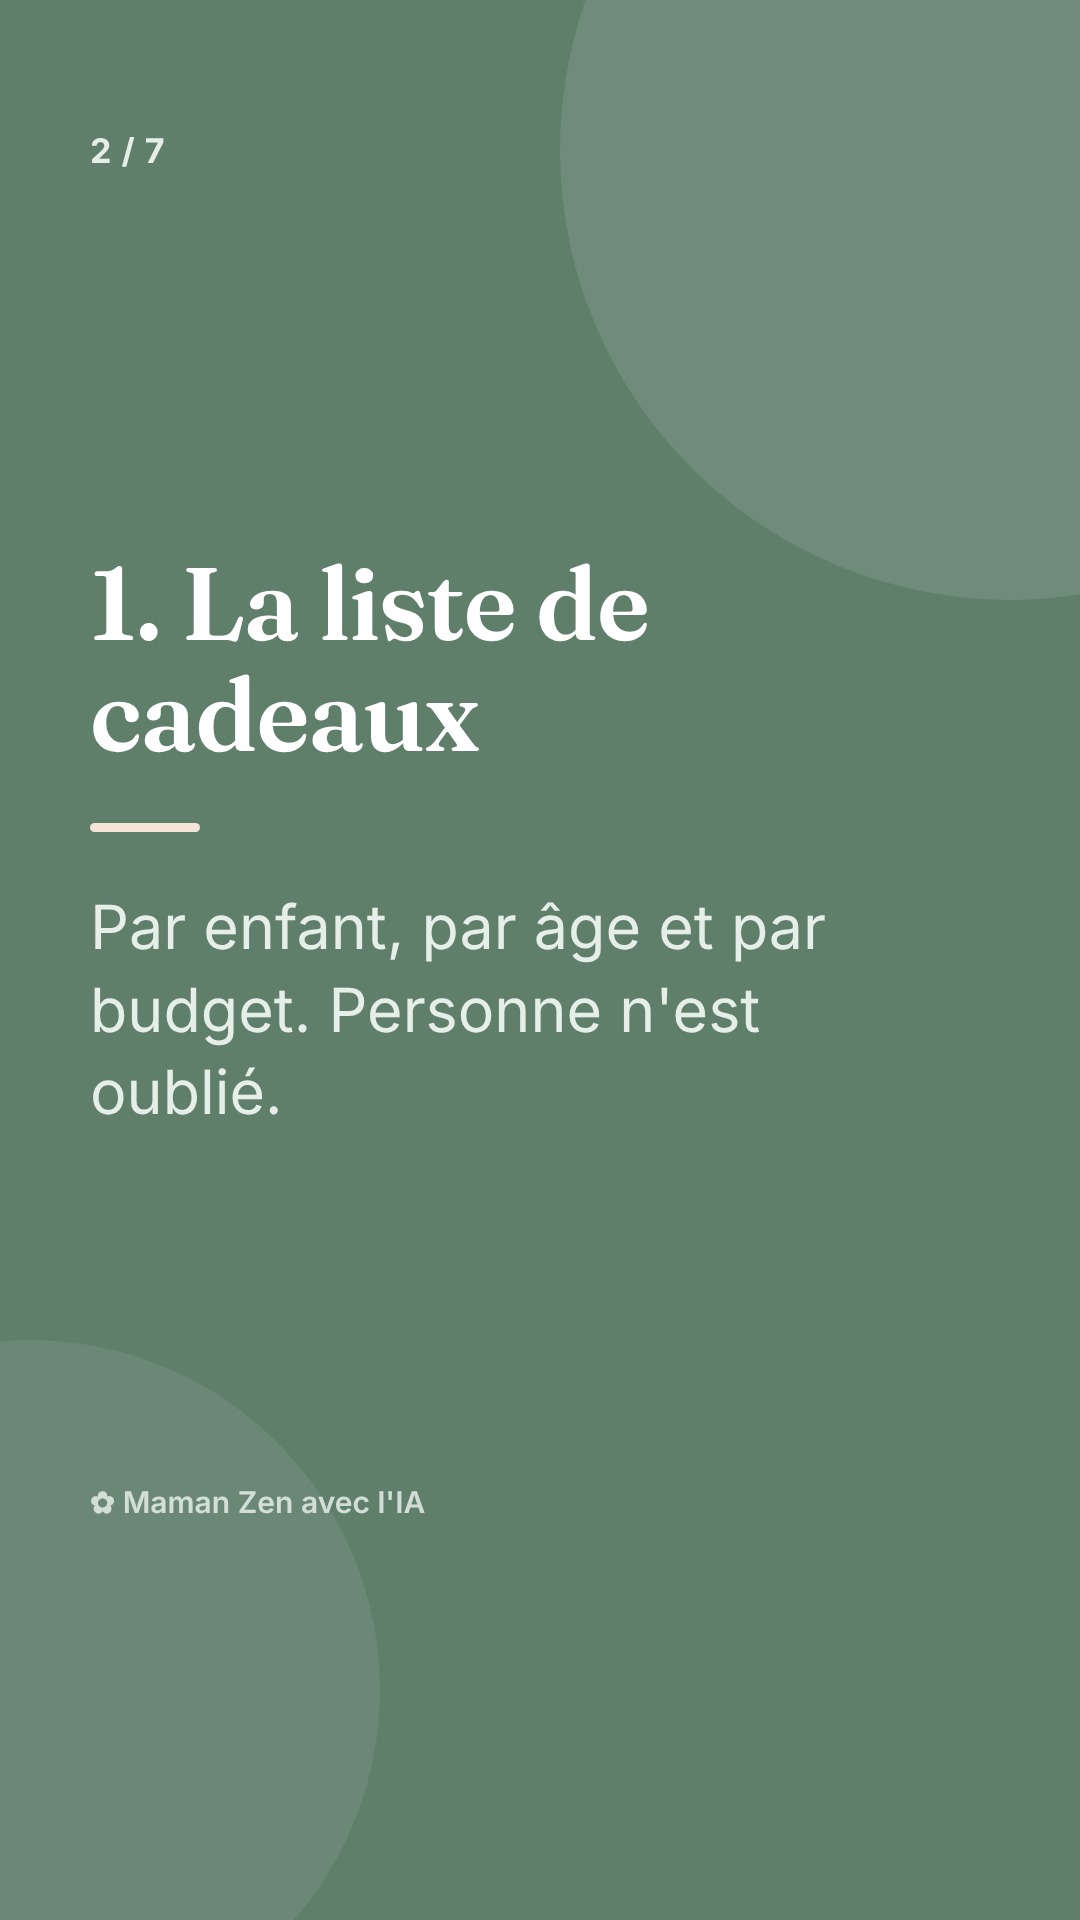 2 / 7
1. La liste de
cadeaux
Par enfant, par âge et par
budget. Personne n'est
oublié.
✿ Maman Zen avec l'IA